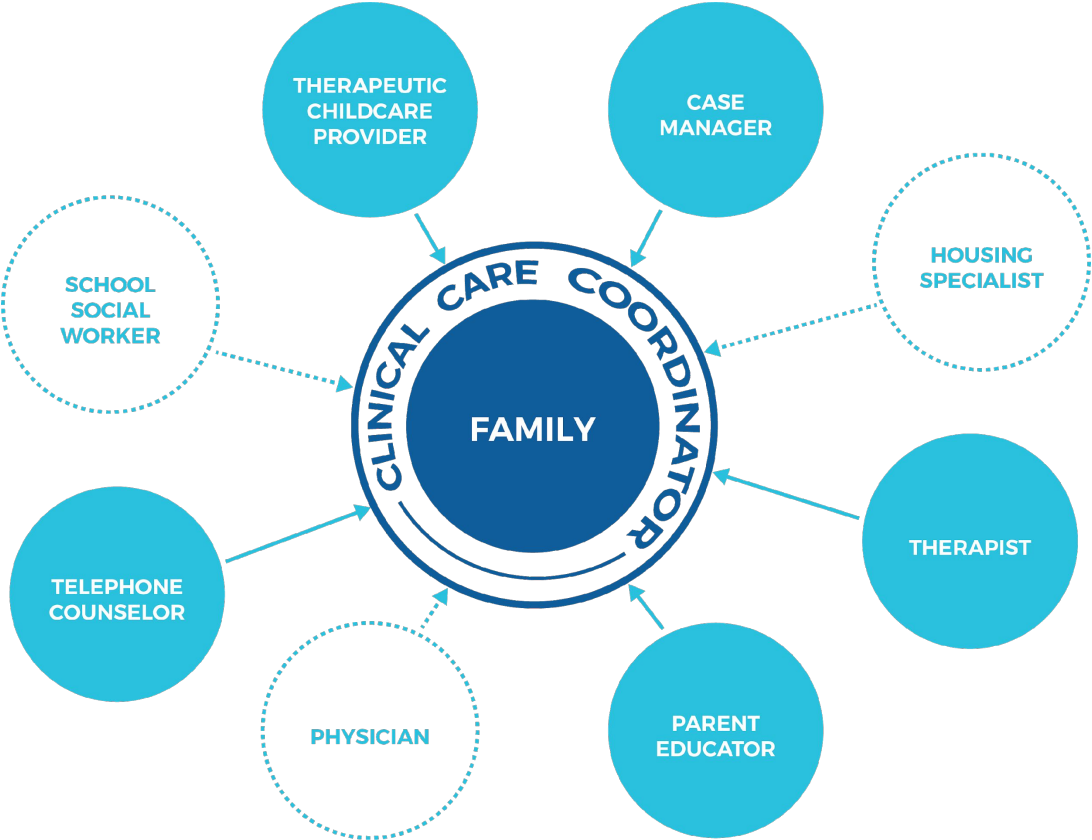 THERAPEUTIC
CHILDCARE
PROVIDER
CASE
MANAGER
HOUSING
SPECIALIST
SCHOOL
SOCIAL
WORKER
CLINICAL CARE COORDINATOR
FAMILY
THERAPIST
TELEPHONE
COUNSELOR
PHYSICIAN
PARENT
EDUCATOR